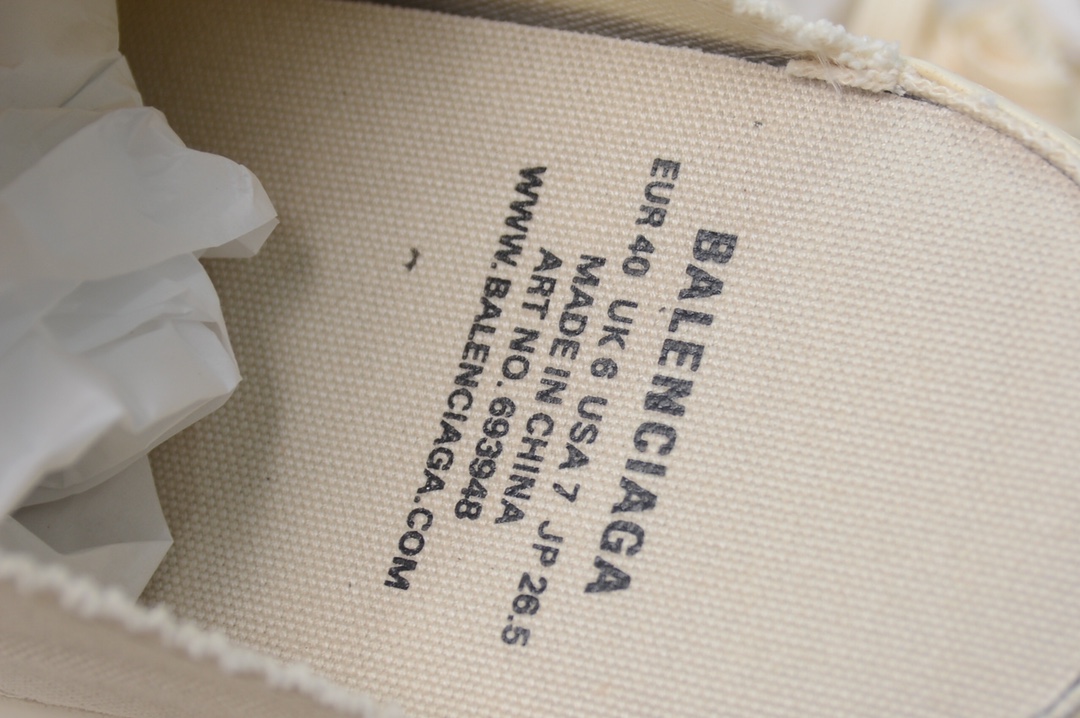 BALENCIAGA
EUR 40 UK 6 USA 7 JP 26.5
MADE IN CHINA
ART NO. 693948
WWW.BALENCIAGA.COM